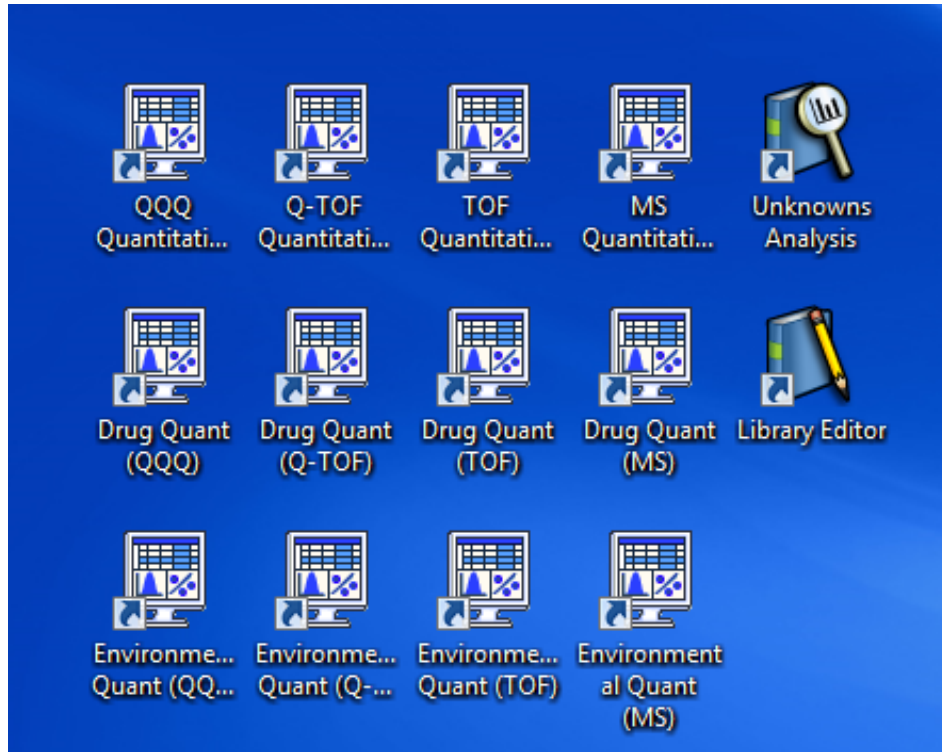 QQQ
Quantitati...
Q-TOF
Quantitati...
TOF
Quantitati...
MS
Quantitati...
Unknowns
Analysis
Drug Quant
(QQQ)
Drug Quant
(Q-TOF)
Drug Quant
(TOF)
Drug Quant
(MS)
Library Editor
Environme...
Quant (QQ...
Environme...
Quant (Q-...
Environme...
Quant (TOF)
Environment
al Quant
(MS)